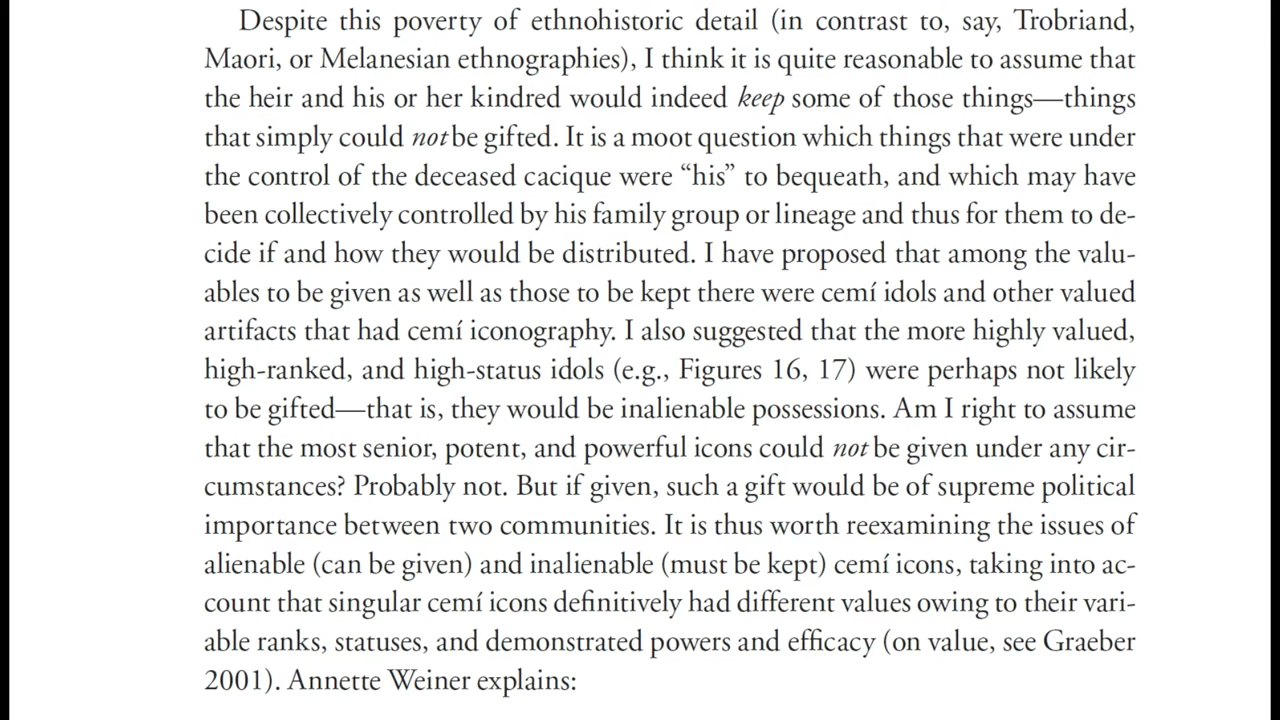 Despite this poverty of ethnohistoric detail (in contrast to, say, Trobriand,
Maori, or Melanesian ethnographies), I think it is quite reasonable to assume that
the heir and his or her kindred would indeed keep some of those things—things
that simply could not be gifted. It is a moot question which things that were under
the control of the deceased cacique were “his” to bequeath, and which may have
been collectively controlled by his family group or lineage and thus for them to de-
cide if and how they would be distributed. I have proposed that among the valu-
ables to be given as well as those to be kept there were cemí idols and other valued
artifacts that had cemí iconography. I also suggested that the more highly valued,
high-ranked, and high-status idols (e.g., Figures 16, 17) were perhaps not likely
to be gifted—that is, they would be inalienable possessions. Am I right to assume
that the most senior, potent, and powerful icons could not be given under any cir-
cumstances? Probably not. But if given, such a gift would be of supreme political
importance between two communities. It is thus worth reexamining the issues of
alienable (can be given) and inalienable (must be kept) cemí icons, taking into ac-
count that singular cemí icons definitively had different values owing to their vari-
able ranks, statuses, and demonstrated powers and efficacy (on value, see Graeber
2001). Annette Weiner explains: